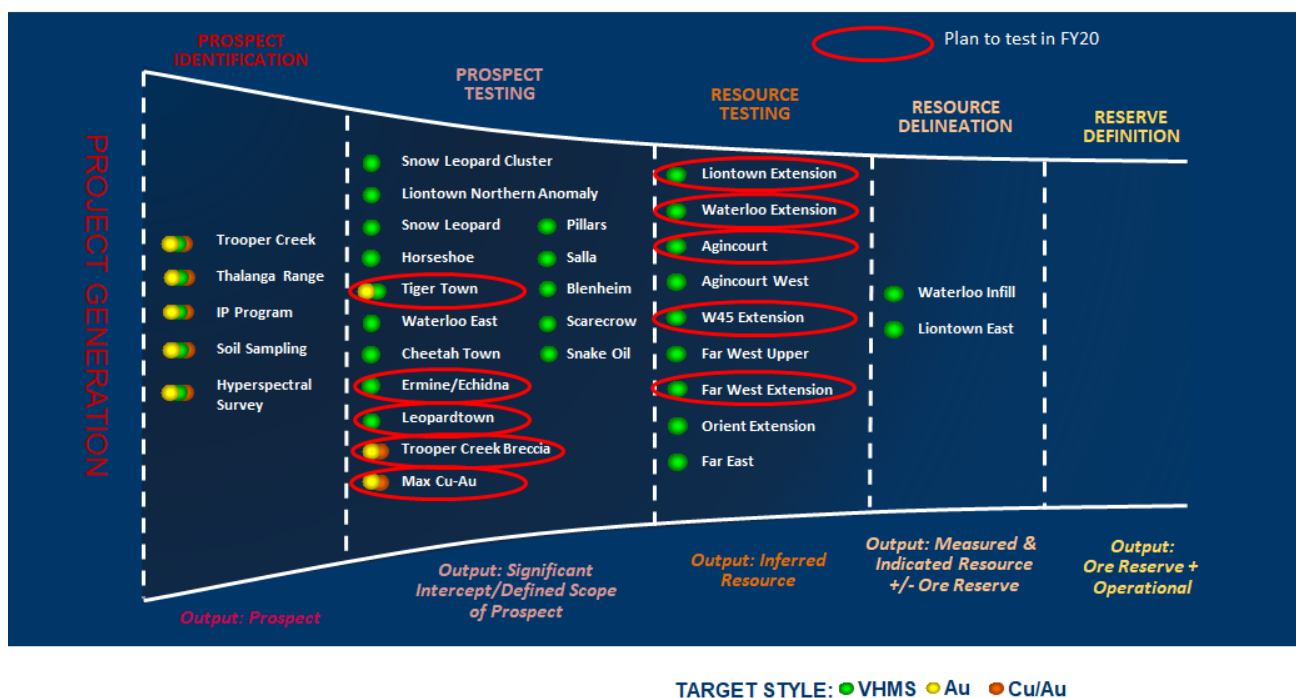 Plan to test in FY20
PROSPECT
IDENTIFICATION
PROSPECT
TESTING
RESOURCE
TESTING
RESOURCE
DELINEATION
RESERVE
DEFINITION
PROJECT GENERATION
Trooper Creek
Thalanga Range
IP Program
Soil Sampling
Hyperspectral
Survey
Snow Leopard Cluster
Liontown Northern Anomaly
Snow Leopard
Horseshoe
Tiger Town
Waterloo East
Cheetah Town
Ermine/Echidna
Leopardtown
Trooper Creek Breccia
Max Cu-Au
Pillars
Salla
Blenheim
Scarecrow
Snake Oil
Liontown Extension
Waterloo Extension
Agincourt
Agincourt West
W45 Extension
Far West Upper
Far West Extension
Orient Extension
Far East
Waterloo Infill
Liontown East
Output: Prospect
Output: Significant
Intercept/Defined Scope
of Prospect
Output: Inferred
Resource
Output: Measured &
Indicated Resource
+/- Ore Reserve
Output:
Ore Reserve +
Operational
TARGET STYLE: VHMS Au Cu/Au